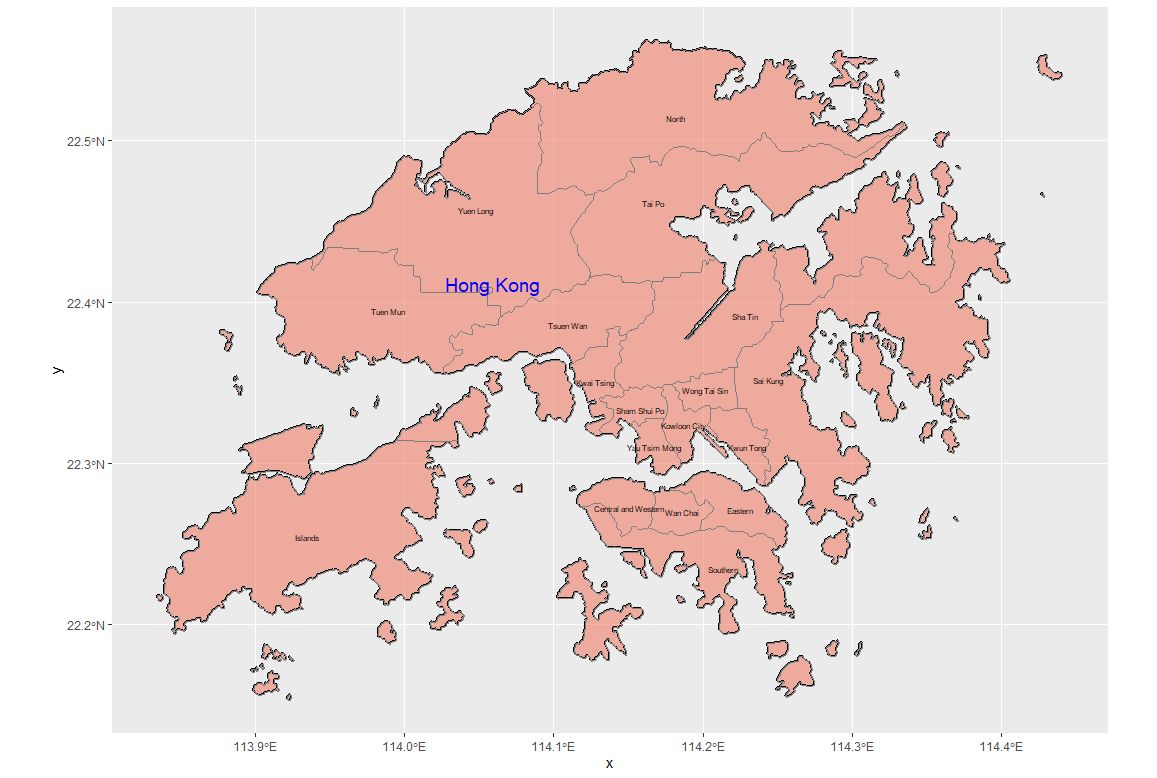 22.5°N
22.4°N
22.3°N
22.2°N
y
North
Tai Po
Yuen Long
Hong Kong
Tuen Mun
Tsuen Wan
Sha Tin
Kwai Tsing
Sai Kung
Wong Tai Sin
Sham Shui Po
Kowloon City
Yau Tsim Mong
Kwun Tong
Central and Western
Wan Chai
Eastern
Islands
Southern
113.9°E
114.0°E
114.1°E
114.2°E
114.3°E
114.4°E
x